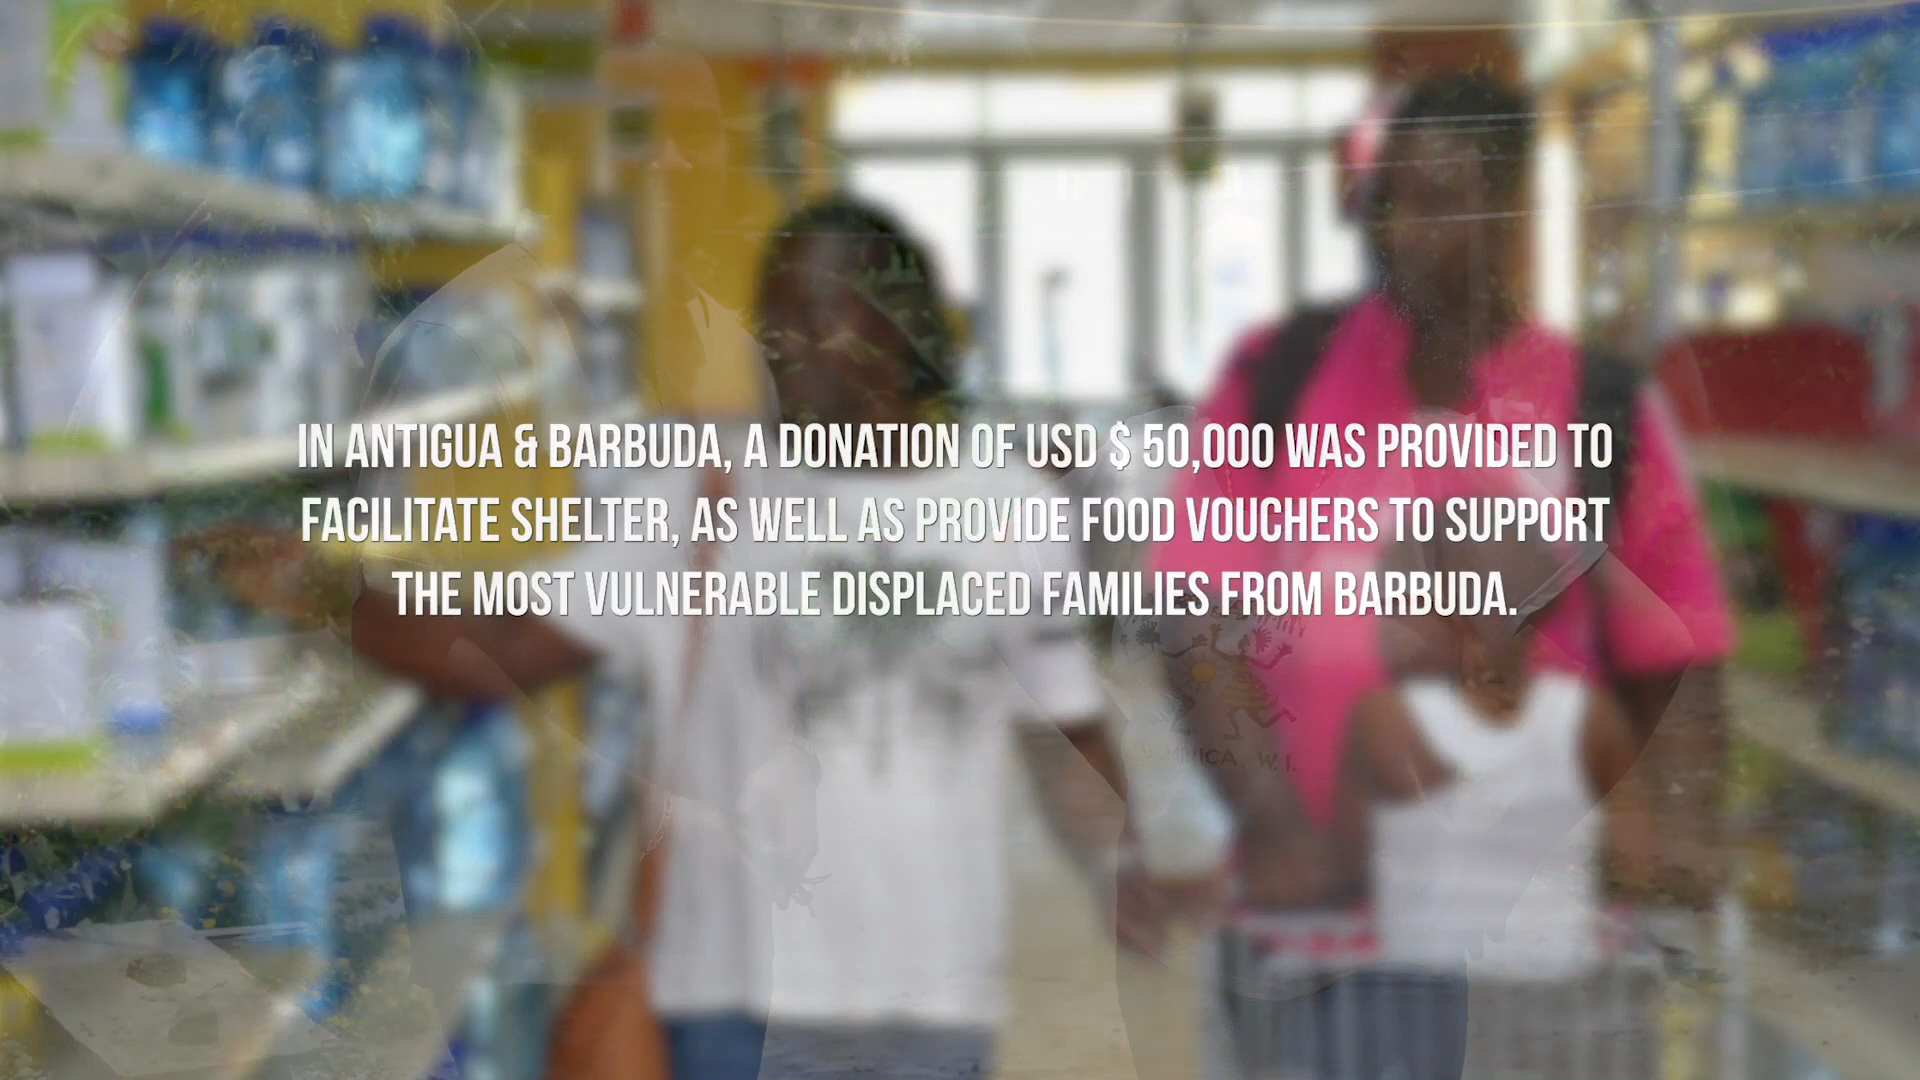 IN ANTIGUA & BARBUDA, A DONATION OF USD $ 50,000 WAS PROVIDED TO
FACILITATE SHELTER, AS WELL AS PROVIDE FOOD VOUCHERS TO SUPPORT
THE MOST VULNERABLE DISPLACED FAMILIES FROM BARBUDA.
W. I.